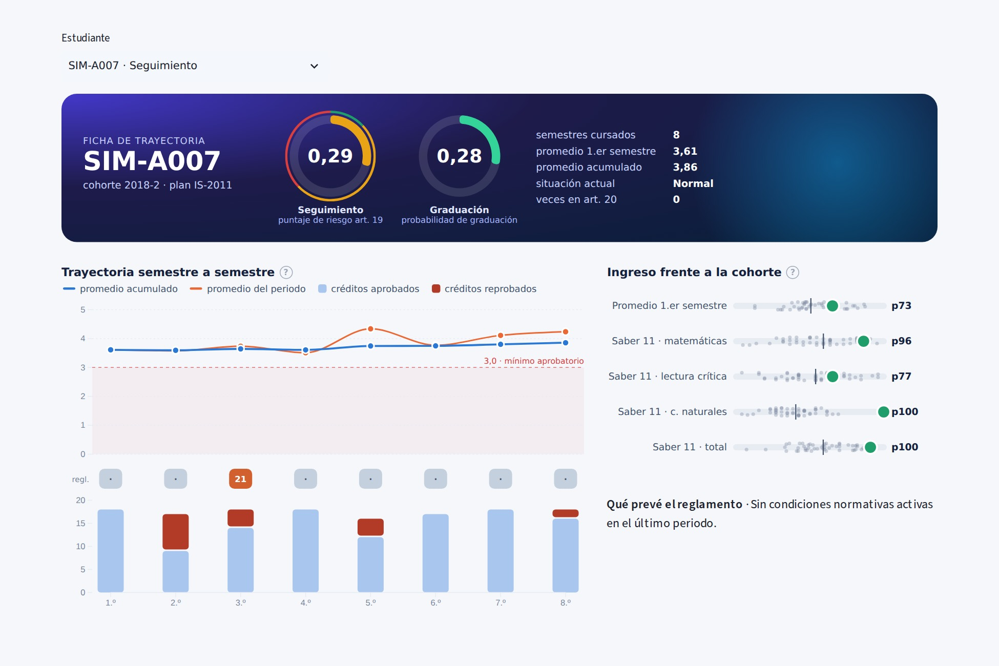 Estudiante
SIM-A007 · Seguimiento
FICHA DE TRAYECTORIA
SIM-A007
cohorte 2018-2 · plan IS-2011
0,29
Seguimiento
puntaje de riesgo art. 19
0,28
Graduación
probabilidad de graduación
semestres cursados 8
promedio 1.er semestre 3,61
promedio acumulado 3,86
situación actual Normal
veces en art. 20 0
Trayectoria semestre a semestre ?
promedio acumulado promedio del periodo créditos aprobados créditos reprobados
5
4
3,0 · mínimo aprobatorio
3
2
1
0
regl. · · 21 · · · · ·
20
15
10
5
0
1.º 2.º 3.º 4.º 5.º 6.º 7.º 8.º
Ingreso frente a la cohorte ?
Promedio 1.er semestre p73
Saber 11 · matemáticas p96
Saber 11 · lectura crítica p77
Saber 11 · c. naturales p100
Saber 11 · total p100
Qué prevé el reglamento · Sin condiciones normativas activas
en el último periodo.